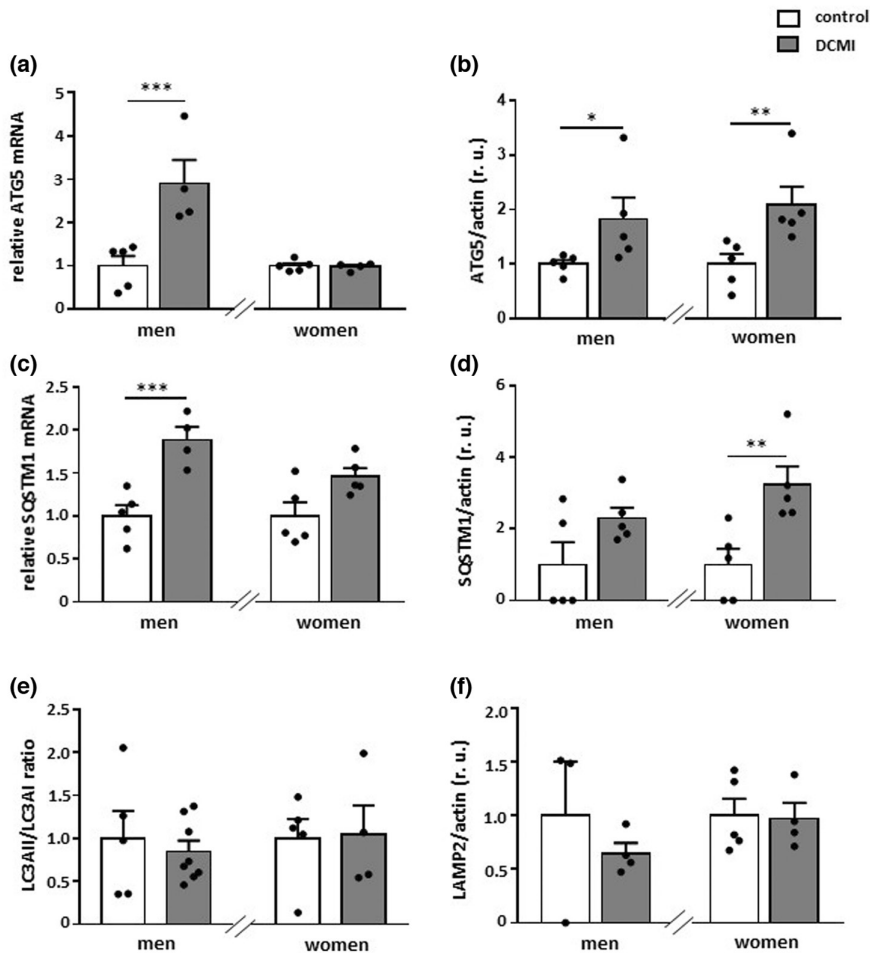 control
DCMI
(a)
relative ATG5 mRNA
5
4
3
2
1
0
***
men
women
(b)
ATG5/actin (r. u.)
4
3
2
1
0
*
**
men
women
(c)
relative SQSTM1 mRNA
2.5
2.0
1.5
1.0
0.5
0
***
men
women
(d)
SQSTM1/actin (r. u.)
6
4
2
0
**
men
women
(e)
LC3AII/LC3AI ratio
2.5
2.0
1.5
1.0
0.5
0
men
women
(f)
LAMP2/actin (r. u.)
2.0
1.5
1.0
0.5
0
men
women